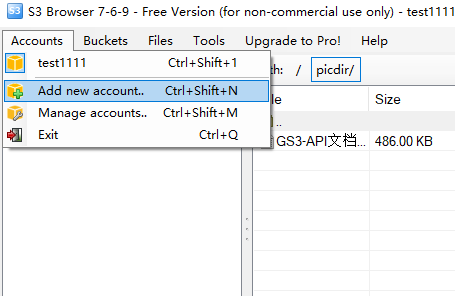 S3 Browser 7-6-9 - Free Version (for non-commercial use only) - test1111
Accounts Buckets Files Tools Upgrade to Pro! Help
test1111 Ctrl+Shift+1
/ picdir/
Add new account.. Ctrl+Shift+N
Size
Manage accounts.. Ctrl+Shift+M
..
Exit Ctrl+Q
GS3-API文档... 486.00 KB